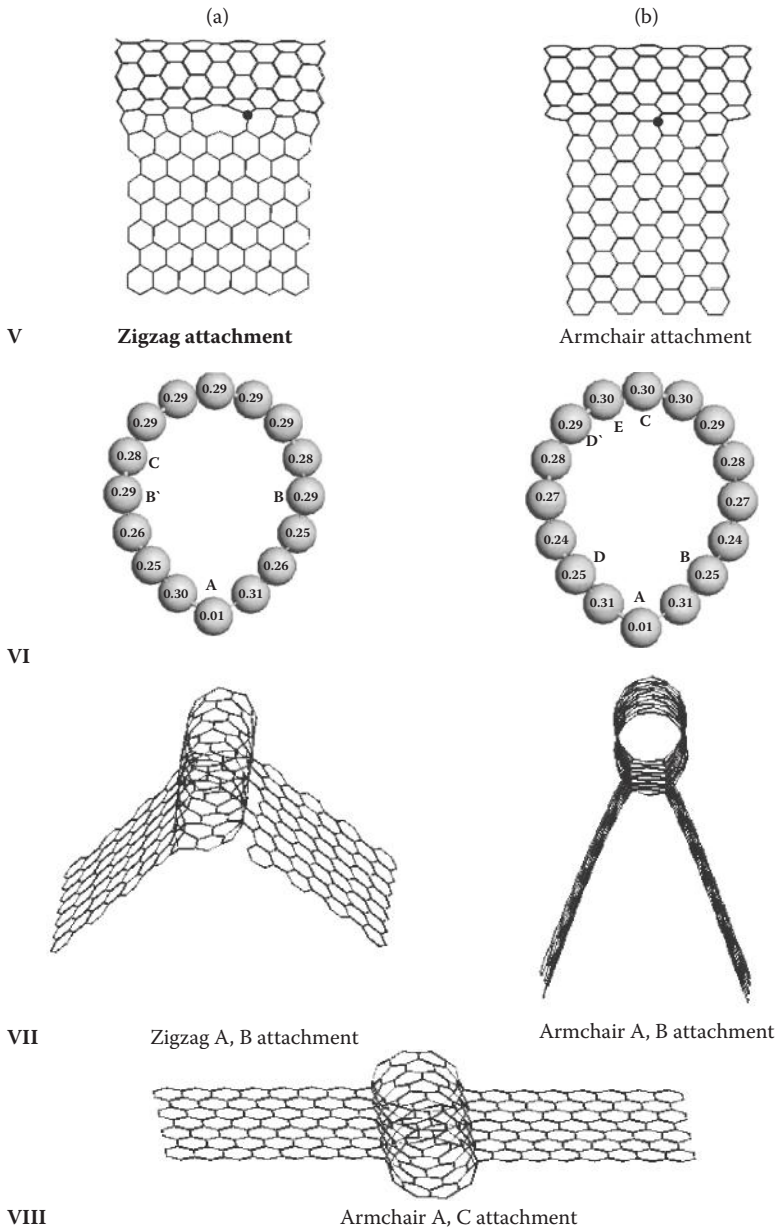 (a) (b)
V Zigzag attachment Armchair attachment
0.29
0.29 0.29
0.29 0.29
0.28 C 0.28
0.29 B` B 0.29
0.26 0.25
0.25 0.26
0.30 A 0.31
0.01
0.30
0.30 0.30
E C
0.29 D` 0.29
0.28 0.28
0.27 0.27
0.24 0.24
0.25 D B 0.25
0.31 A 0.31
0.01
VI
VII Zigzag A, B attachment Armchair A, B attachment
VIII Armchair A, C attachment